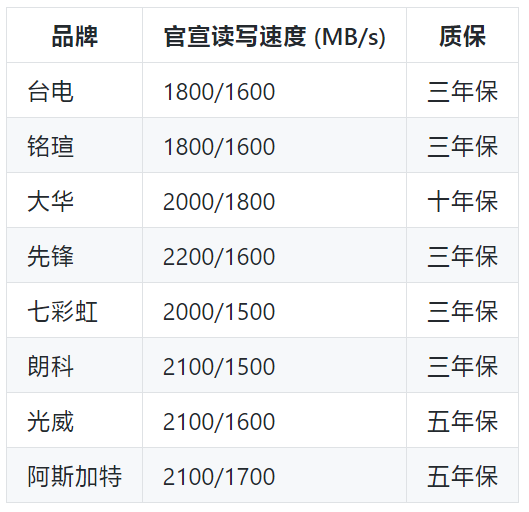 品牌 官宣读写速度 (MB/s) 质保
台电 1800/1600 三年保
铭瑄 1800/1600 三年保
大华 2000/1800 十年保
先锋 2200/1600 三年保
七彩虹 2000/1500 三年保
朗科 2100/1500 三年保
光威 2100/1600 五年保
阿斯加特 2100/1700 五年保